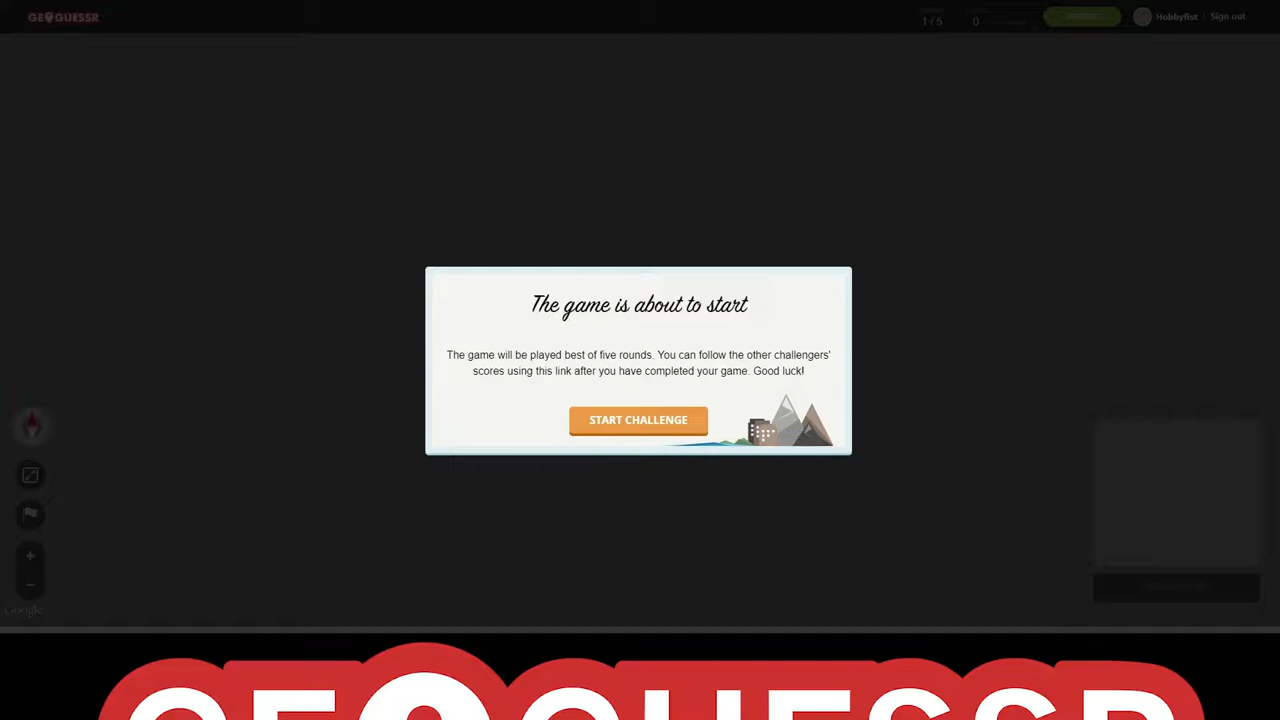 GEOGUESSR
1 / 5
0
Hobbyfist | Sign out
The game is about to start
The game will be played best of five rounds. You can follow the other challengers'
scores using this link after you have completed your game. Good luck!
START CHALLENGE
+
−
Google
GEOGUESSR